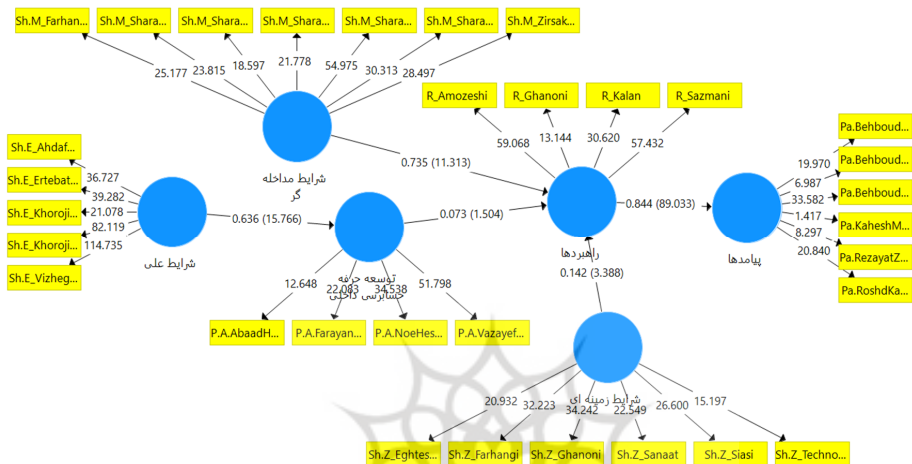 Sh.M_Farhan...
Sh.M_Shara...
Sh.M_Shara...
Sh.M_Shara...
Sh.M_Shara...
Sh.M_Shara...
Sh.M_Zirsak...
25.177
23.815
18.597
21.778
54.975
30.313
28.497
شرایط مداخله
گر
R_Amozeshi
R_Ghanoni
R_Kalan
R_Sazmani
59.068
13.144
30.620
57.432
راهبردها
Sh.E_Ahdaf...
Sh.E_Ertebat...
Sh.E_Khoroji...
Sh.E_Khoroji...
Sh.E_Vizheg...
36.727
39.282
21.078
82.119
114.735
شرایط علی
0.735 (11.313)
0.636 (15.766)
0.073 (1.504)
0.844 (89.033)
0.142 (3.388)
توسعه حرفه
حسابرسی داخلی
12.648
22.083
34.538
51.798
P.A.AbaadH...
P.A.Farayan...
P.A.NoeHes...
P.A.Vazayef...
پیامدها
19.970
6.987
33.582
1.417
8.297
20.840
Pa.Behboud...
Pa.Behboud...
Pa.Behboud...
Pa.KaheshM...
Pa.RezayatZ...
Pa.RoshdKa...
شرایط زمینه ای
20.932
32.223
34.242
22.549
26.600
15.197
Sh.Z_Eghtes...
Sh.Z_Farhangi
Sh.Z_Ghanoni
Sh.Z_Sanaat
Sh.Z_Siasi
Sh.Z_Techno...